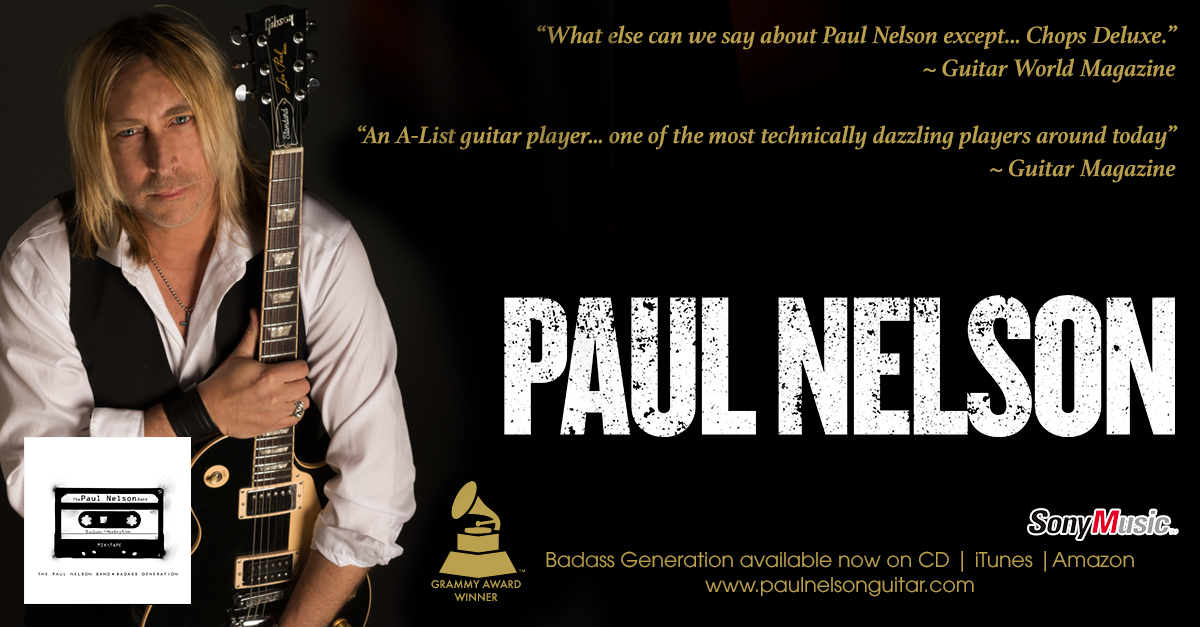 “What else can we say about Paul Nelson except... Chops Deluxe.”
~ Guitar World Magazine
“An A-List guitar player... one of the most technically dazzling players around today”
~ Guitar Magazine
Gibson
Les Paul
Standard
PAUL NELSON
The Paul Nelson Band
Badass Generation
MIXTAPE
THE PAUL NELSON BAND • BADASS GENERATION
GRAMMY AWARD
WINNER
SonyMusic
Badass Generation available now on CD | iTunes |Amazon
www.paulnelsonguitar.com